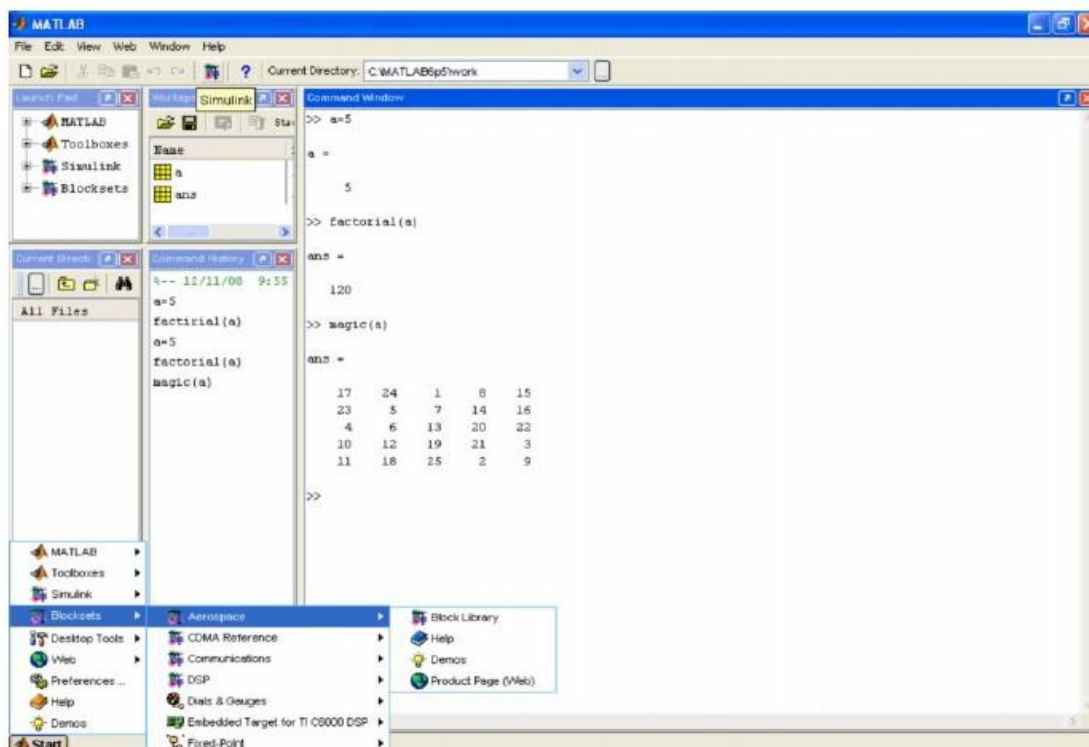 MATLAB
File Edit View Web Window Help
? Current Directory: C:\MATLAB6p5\work
Launch Pad
MATLAB
Toolboxes
Simulink
Blocksets
Simulink
Name
a
ans
Command Window
>> a=5
a =
5
>> factorial(a)
ans =
120
>> magic(a)
ans =
17 24 1 8 15
23 5 7 14 16
4 6 13 20 22
10 12 19 21 3
11 18 25 2 9
>>
All Files
Command History
%-- 12/11/08 9:55
a=5
factirial(a)
a=5
factorial(a)
magic(a)
MATLAB
Toolboxes
Simulink
Blocksets
Desktop Tools
Web
Preferences...
Help
Demos
Start
Aerospace
CDMA Reference
Communications
DSP
Dials & Gauges
Embedded Target for TI C6000 DSP
Fixed-Point
Block Library
Help
Demos
Product Page (Web)